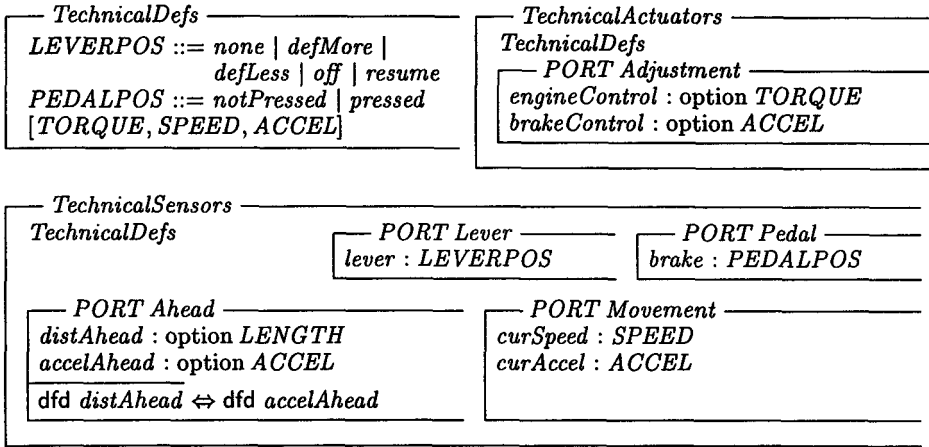 TechnicalDefs
LEVERPOS ::= none | defMore |
defLess | off | resume
PEDALPOS ::= notPressed | pressed
[TORQUE, SPEED, ACCEL]
TechnicalActuators
TechnicalDefs
PORT Adjustment
engineControl : option TORQUE
brakeControl : option ACCEL
TechnicalSensors
TechnicalDefs
PORT Lever
lever : LEVERPOS
PORT Pedal
brake : PEDALPOS
PORT Ahead
distAhead : option LENGTH
accelAhead : option ACCEL
dfd distAhead ⇔ dfd accelAhead
PORT Movement
curSpeed : SPEED
curAccel : ACCEL